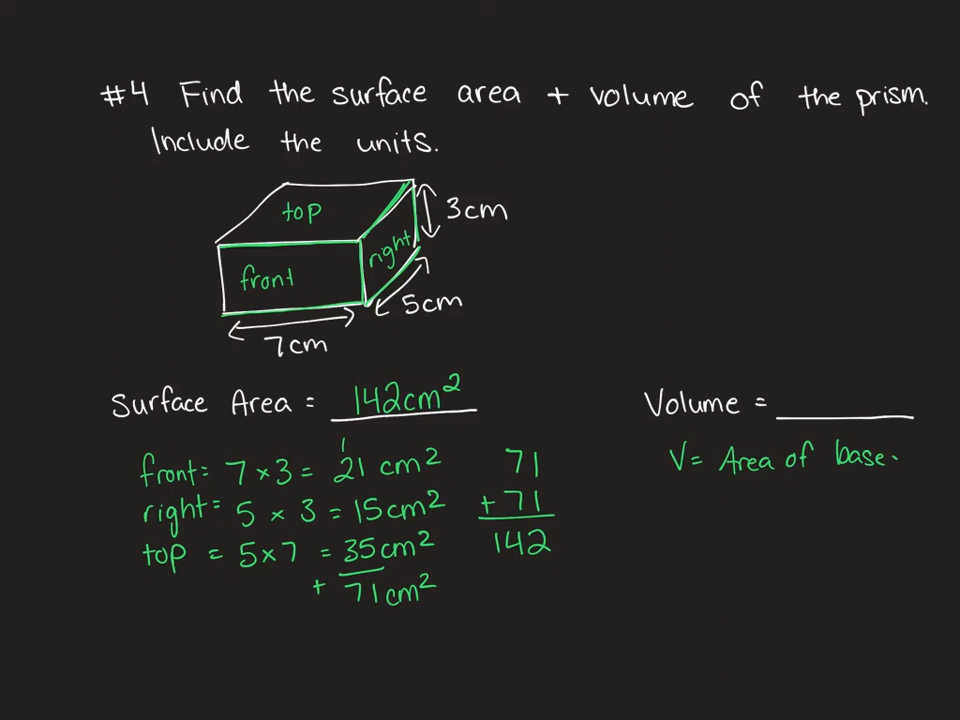 #4 Find the surface area + volume of the prism.
Include the units.
top
3cm
right
front
5cm
7cm
Surface Area = 142cm²
Volume = ________
front = 7 × 3 = 21 cm²
right = 5 × 3 = 15cm²
top = 5 × 7 = 35cm²
+ 71cm²
1
71
+ 71
142
V = Area of base ·